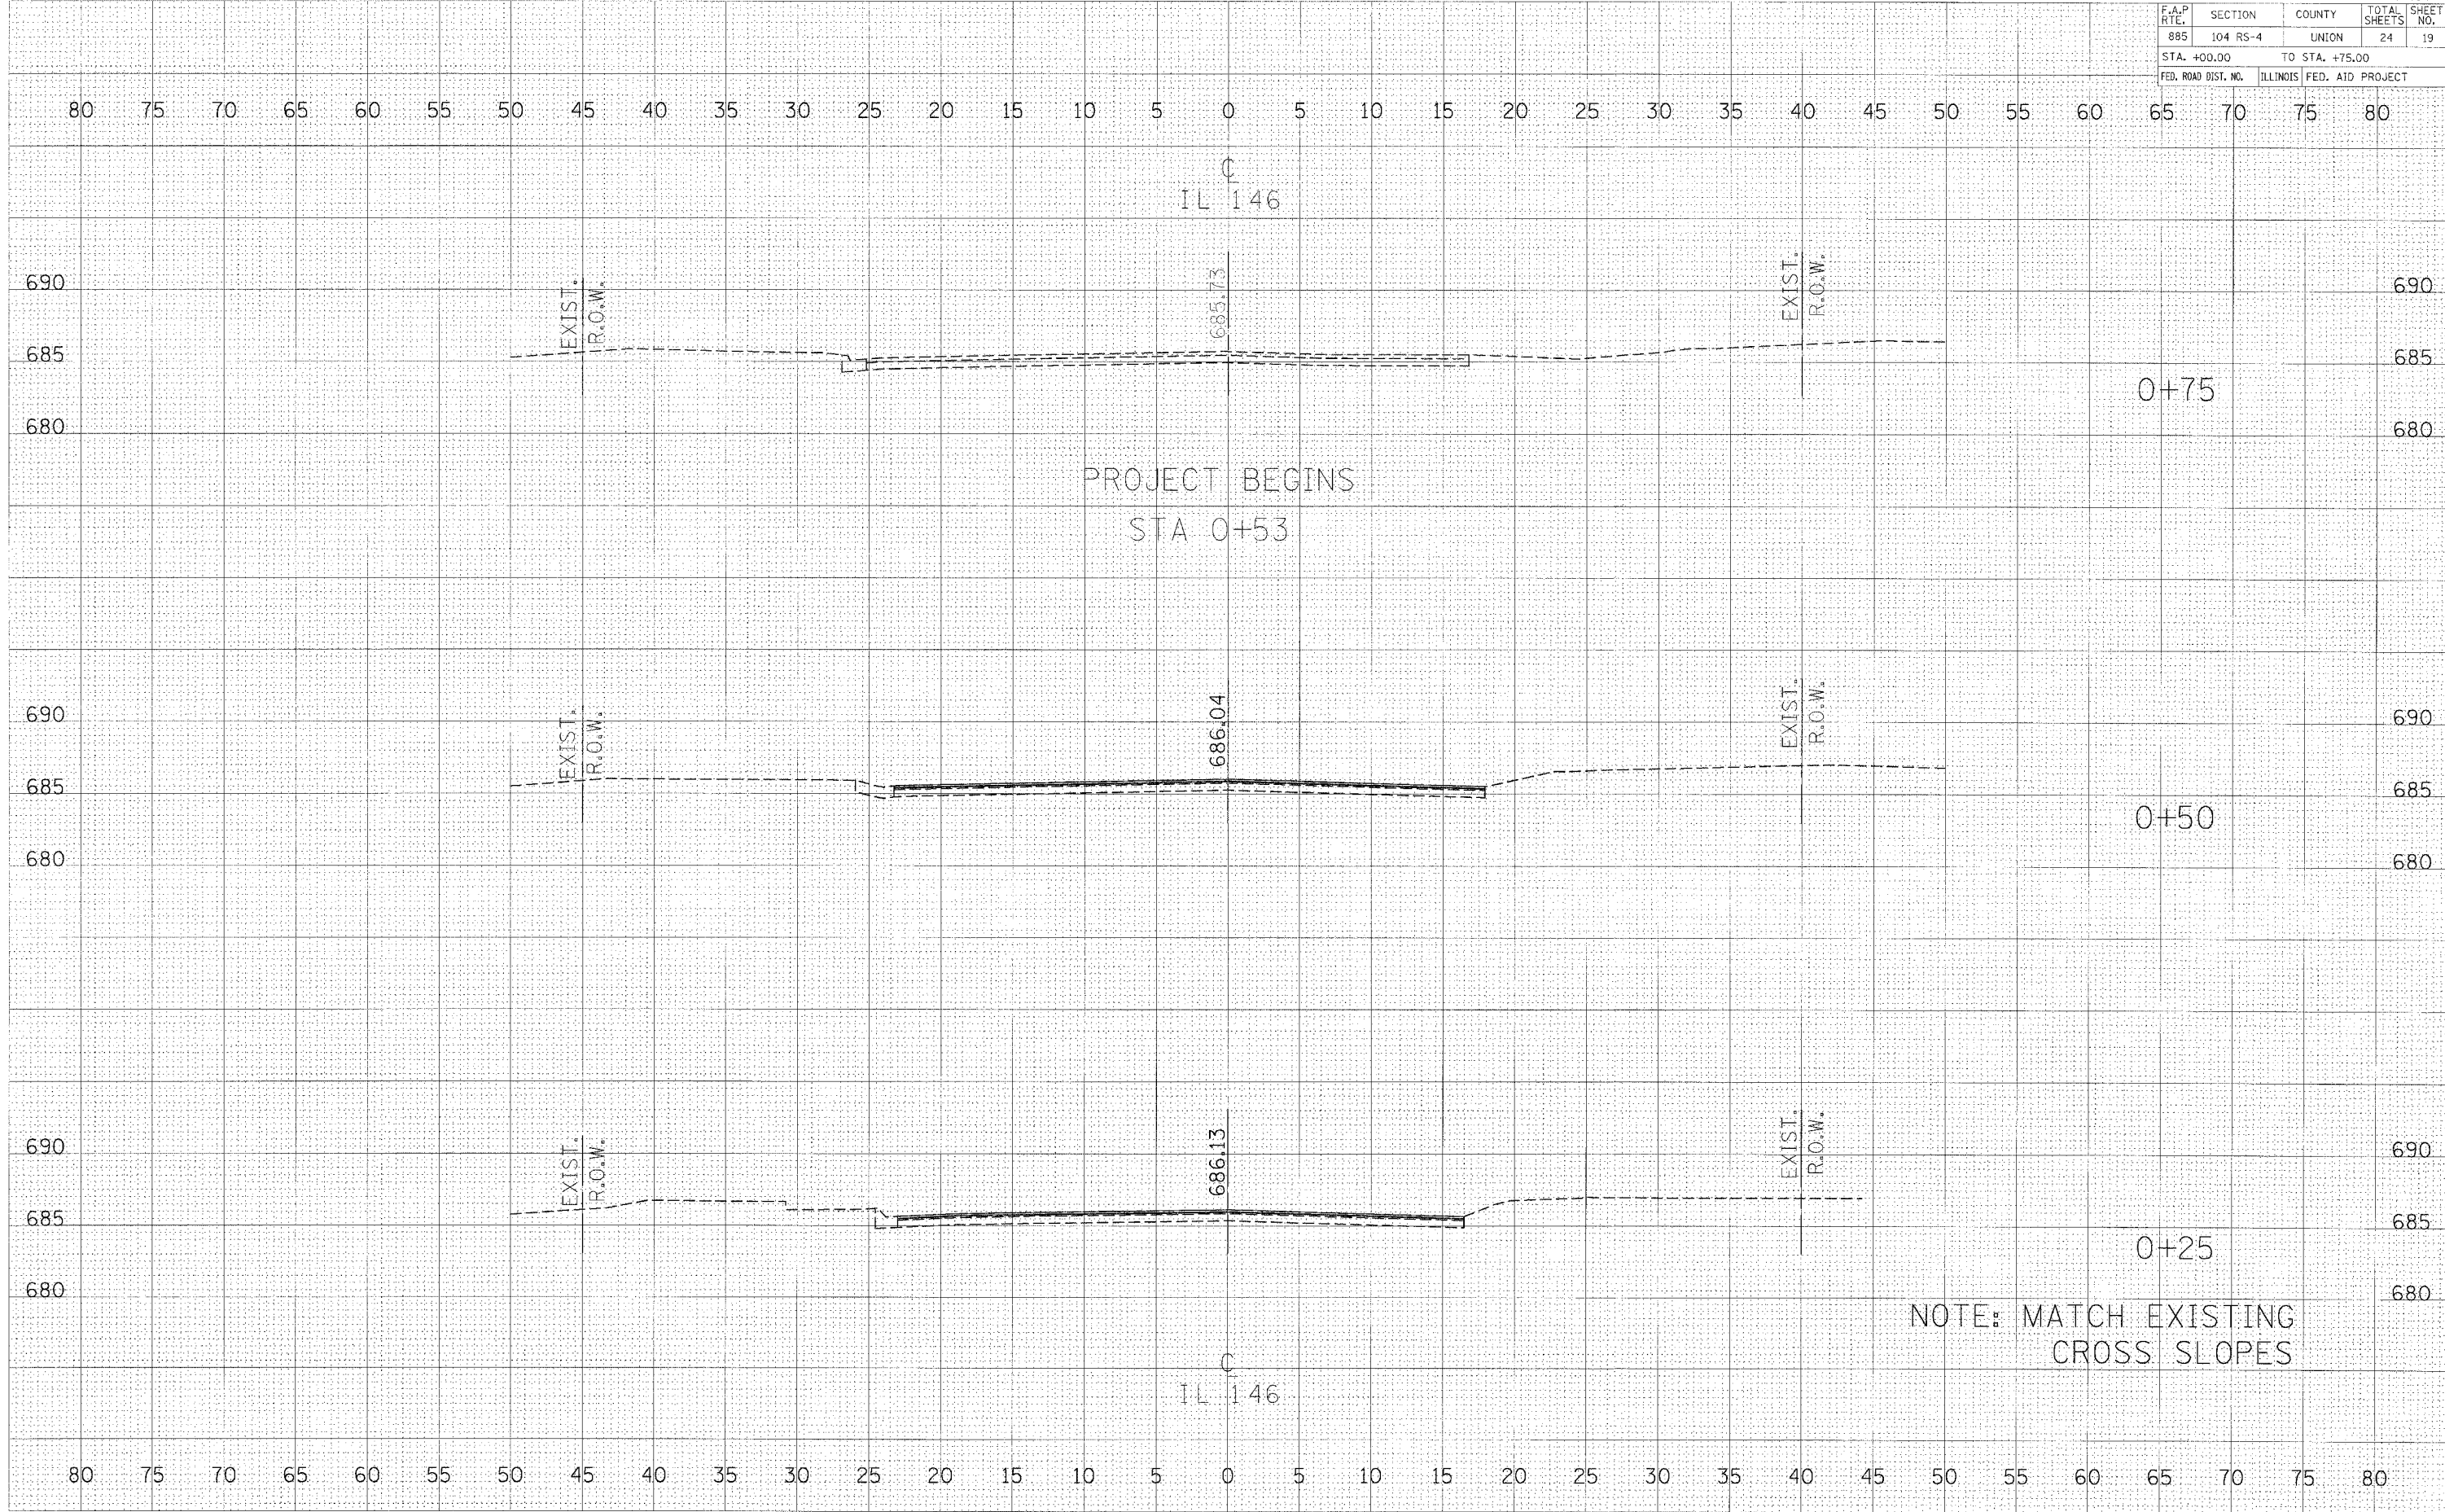 F.A.P RTE. SECTION COUNTY TOTAL SHEETS SHEET NO.
885 104 RS-4 UNION 24 19
STA. +00.00 TO STA. +75.00
FED. ROAD DIST. NO. ILLINOIS FED. AID PROJECT
80 75 70 65 60 55 50 45 40 35 30 25 20 15 10 5 0 5 10 15 20 25 30 35 40 45 50 55 60 65 70 75 80
℄
IL 146
690 EXIST. R.O.W. 685.73 EXIST. R.O.W. 690
685 685
0+75
680 680
PROJECT BEGINS
STA 0+53
690 EXIST. R.O.W. 686.04 EXIST. R.O.W. 690
685 685
0+50
680 680
690 EXIST. R.O.W. 686.13 EXIST. R.O.W. 690
685 685
0+25
680 680
NOTE: MATCH EXISTING
CROSS SLOPES
℄
IL 146
80 75 70 65 60 55 50 45 40 35 30 25 20 15 10 5 0 5 10 15 20 25 30 35 40 45 50 55 60 65 70 75 80